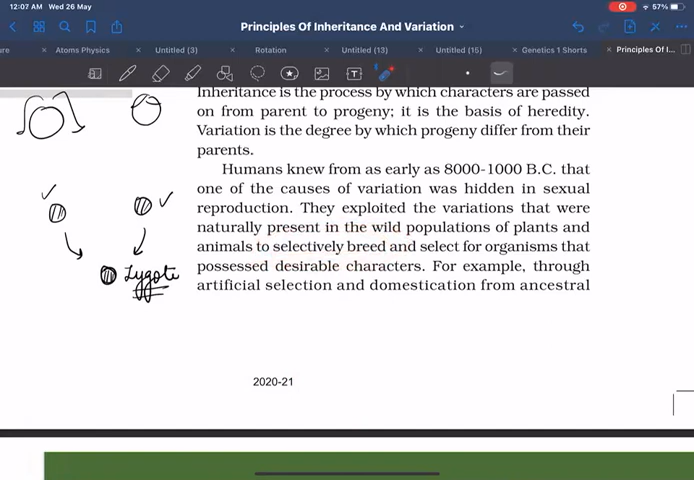 12:07 AM Wed 26 May
57%
Principles Of Inheritance And Variation
ure
Atoms Physics
Untitled (3)
Rotation
Untitled (13)
Untitled (15)
Genetics 1 Shorts
Principles Of I...
Inheritance is the process by which characters are passed
on from parent to progeny; it is the basis of heredity.
Variation is the degree by which progeny differ from their
parents.
Humans knew from as early as 8000-1000 B.C. that
one of the causes of variation was hidden in sexual
reproduction. They exploited the variations that were
naturally present in the wild populations of plants and
animals to selectively breed and select for organisms that
possessed desirable characters. For example, through
artificial selection and domestication from ancestral
Zygote
2020-21